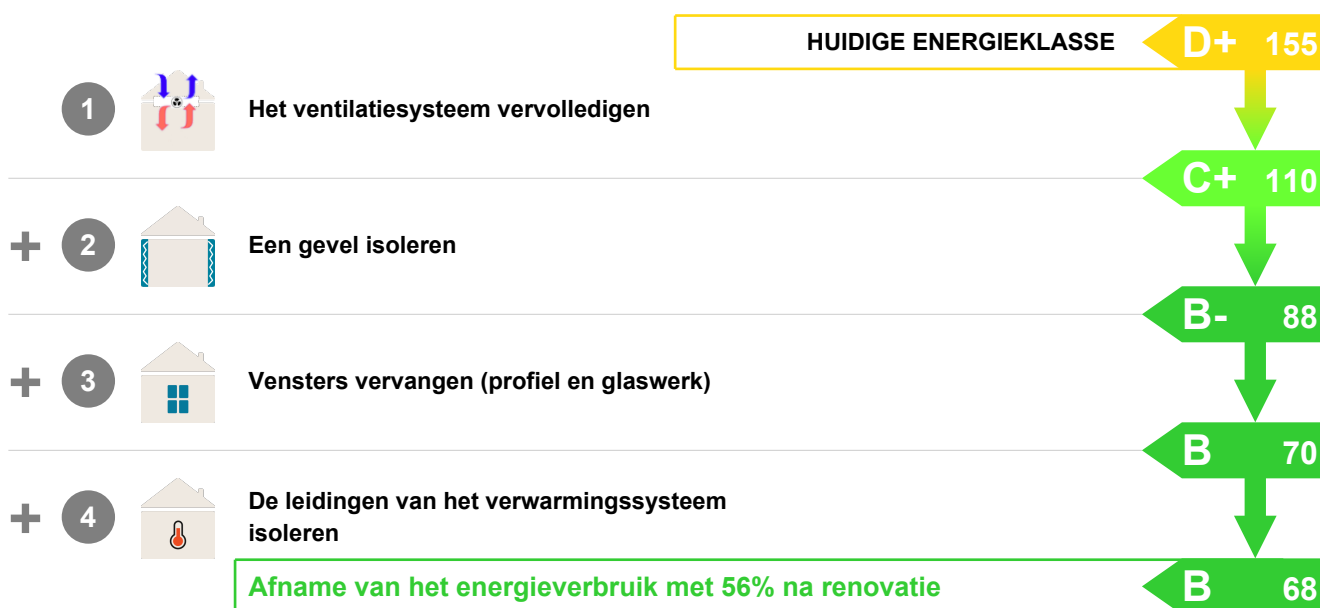 HUIDIGE ENERGIEKLASSE D+ 155
1 Het ventilatiesysteem vervolledigen
C+ 110
+ 2 Een gevel isoleren
B- 88
+ 3 Vensters vervangen (profiel en glaswerk)
B 70
+ 4 De leidingen van het verwarmingssysteem
isoleren
Afname van het energieverbruik met 56% na renovatie B 68